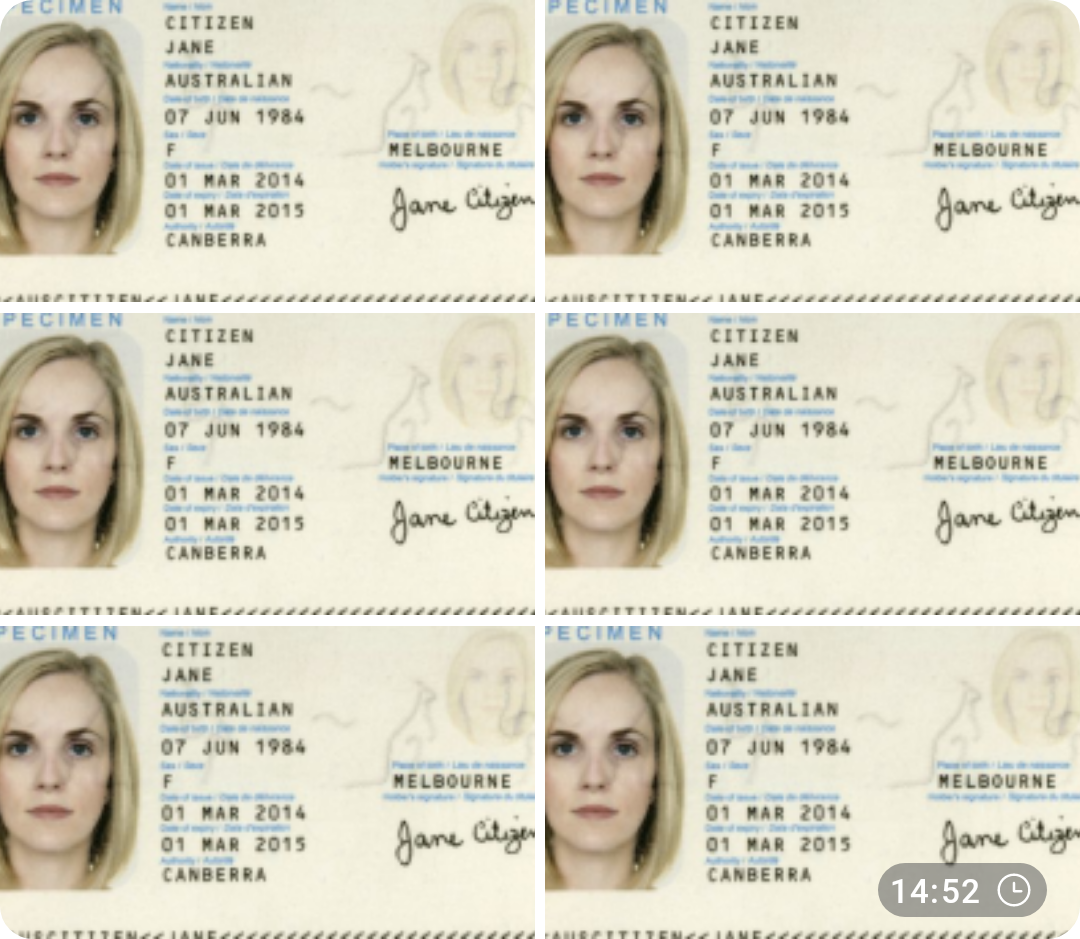 PECIMEN
Name / Nom
CITIZEN
JANE
Nationality / Nationalité
AUSTRALIAN
Date of birth / Date de naissance
07 JUN 1984
Sex / Sexe
F
Place of birth / Lieu de naissance
MELBOURNE
Date of issue / Date de délivrance
Holder's signature / Signature du titulaire
01 MAR 2014
Jane Citizen
Date of expiry / Date d'expiration
01 MAR 2015
Authority / Autorité
CANBERRA
<AUSCITIZEN<<JANE<<<<<<<<<<<<<<<<<
PECIMEN
Name / Nom
CITIZEN
JANE
Nationality / Nationalité
AUSTRALIAN
Date of birth / Date de naissance
07 JUN 1984
Sex / Sexe
F
Place of birth / Lieu de naissance
MELBOURNE
Date of issue / Date de délivrance
Holder's signature / Signature du titulaire
01 MAR 2014
Jane Citizen
Date of expiry / Date d'expiration
01 MAR 2015
Authority / Autorité
CANBERRA
<AUSCITIZEN<<JANE<<<<<<<<<<<<<<<<<
PECIMEN
Name / Nom
CITIZEN
JANE
Nationality / Nationalité
AUSTRALIAN
Date of birth / Date de naissance
07 JUN 1984
Sex / Sexe
F
Place of birth / Lieu de naissance
MELBOURNE
Date of issue / Date de délivrance
Holder's signature / Signature du titulaire
01 MAR 2014
Jane Citizen
Date of expiry / Date d'expiration
01 MAR 2015
Authority / Autorité
CANBERRA
<AUSCITIZEN<<JANE<<<<<<<<<<<<<<<<<
PECIMEN
Name / Nom
CITIZEN
JANE
Nationality / Nationalité
AUSTRALIAN
Date of birth / Date de naissance
07 JUN 1984
Sex / Sexe
F
Place of birth / Lieu de naissance
MELBOURNE
Date of issue / Date de délivrance
Holder's signature / Signature du titulaire
01 MAR 2014
Jane Citizen
Date of expiry / Date d'expiration
01 MAR 2015
Authority / Autorité
CANBERRA
<AUSCITIZEN<<JANE<<<<<<<<<<<<<<<<<
PECIMEN
Name / Nom
CITIZEN
JANE
Nationality / Nationalité
AUSTRALIAN
Date of birth / Date de naissance
07 JUN 1984
Sex / Sexe
F
Place of birth / Lieu de naissance
MELBOURNE
Date of issue / Date de délivrance
Holder's signature / Signature du titulaire
01 MAR 2014
Jane Citizen
Date of expiry / Date d'expiration
01 MAR 2015
Authority / Autorité
CANBERRA
PECIMEN
Name / Nom
CITIZEN
JANE
Nationality / Nationalité
AUSTRALIAN
Date of birth / Date de naissance
07 JUN 1984
Sex / Sexe
F
Place of birth / Lieu de naissance
MELBOURNE
Date of issue / Date de délivrance
Holder's signature / Signature du titulaire
01 MAR 2014
Jane Citizen
Date of expiry / Date d'expiration
01 MAR 2015
Authority / Autorité
CANBERRA
14:52